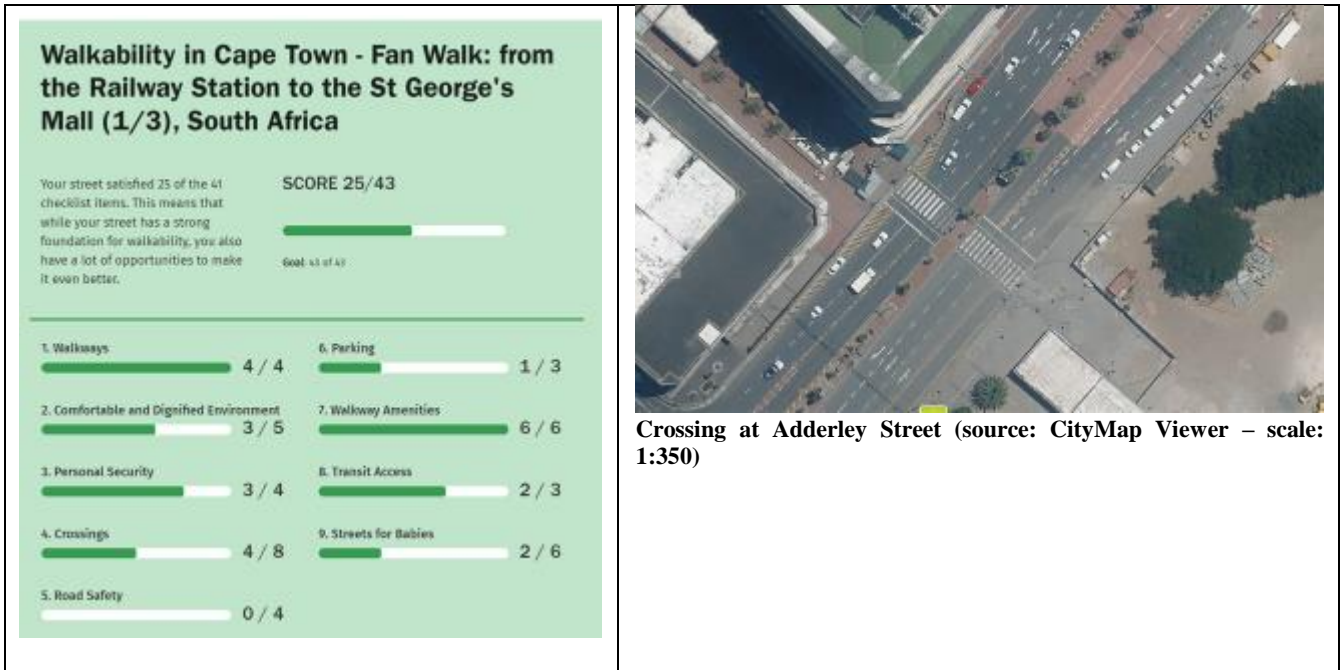 Walkability in Cape Town - Fan Walk: from
the Railway Station to the St George's
Mall (1/3), South Africa
Your street satisfied 25 of the 41
checklist items. This means that
while your street has a strong
foundation for walkability, you also
have a lot of opportunities to make
it even better.
SCORE 25/43
Goal: 43 of 43
1. Walkways
4 / 4
2. Comfortable and Dignified Environment
3 / 5
3. Personal Security
3 / 4
4. Crossings
4 / 8
5. Road Safety
0 / 4
6. Parking
1 / 3
7. Walkway Amenities
6 / 6
8. Transit Access
2 / 3
9. Streets for Babies
2 / 6
Crossing at Adderley Street (source: CityMap Viewer – scale:
1:350)